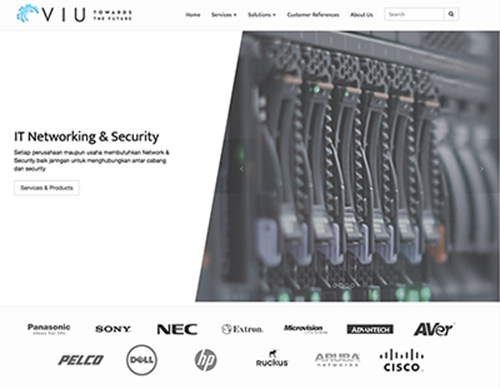 VIU TOWARDS
THE FUTURE
Home Services Solutions Customer References About Us Search
IT Networking & Security
Setiap perusahaan maupun usaha membutuhkan Network &
Security baik jaringan untuk menghubungkan antar cabang
dan security
Services & Products
Panasonic
ideas for life
SONY
NEC
Extron
Microvision
ADVANTECH
AVer
PELCO
DELL
hp
RUCKUS
ARUBA
networks
CISCO